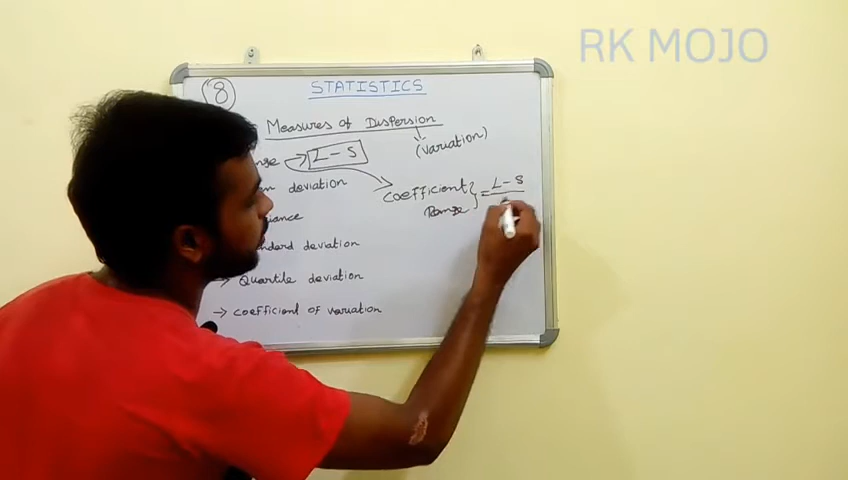 RK MOJO
8
STATISTICS
Measures of Dispersion
(variation)
L - S
deviation
coefficient
Range
= L - S
deviation
→ Quartile deviation
→ coefficient of variation